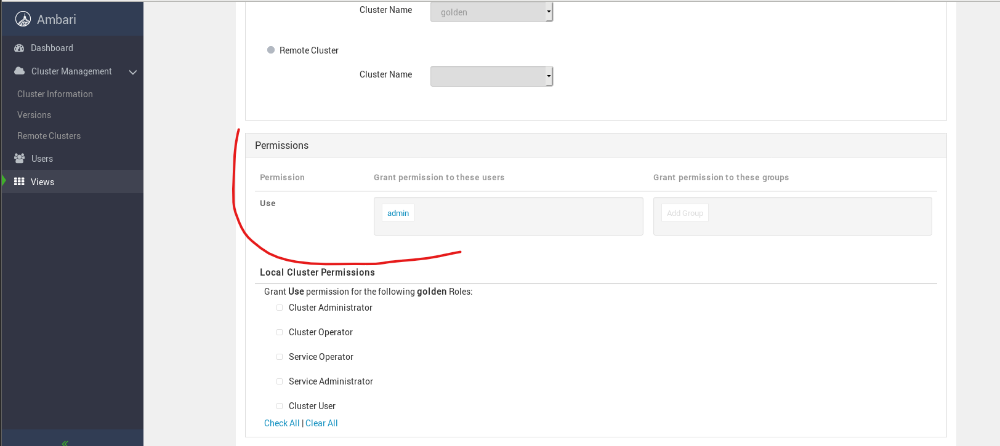 Ambari
Dashboard
Cluster Management
Cluster Information
Versions
Remote Clusters
Users
Views
Cluster Name golden
Remote Cluster
Cluster Name
Permissions
Permission Grant permission to these users Grant permission to these groups
Use admin Add Group
Local Cluster Permissions
Grant Use permission for the following golden Roles:
Cluster Administrator
Cluster Operator
Service Operator
Service Administrator
Cluster User
Check All | Clear All